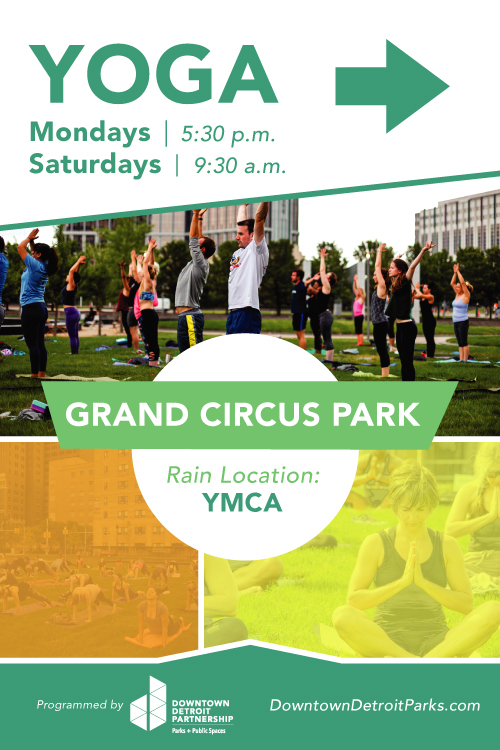 YOGA
Mondays | 5:30 p.m.
Saturdays | 9:30 a.m.
GRAND CIRCUS PARK
Rain Location:
YMCA
Programmed by
DOWNTOWN
DETROIT
PARTNERSHIP
Parks + Public Spaces
DowntownDetroitParks.com